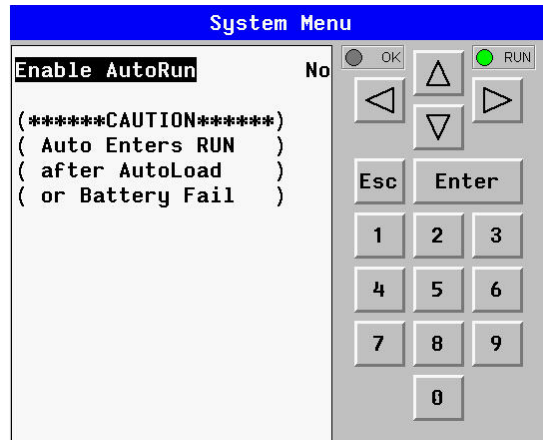 System Menu
Enable AutoRun No
(******CAUTION******)
( Auto Enters RUN )
( after AutoLoad )
( or Battery Fail )
OK
RUN
Esc
Enter
1 2 3
4 5 6
7 8 9
0